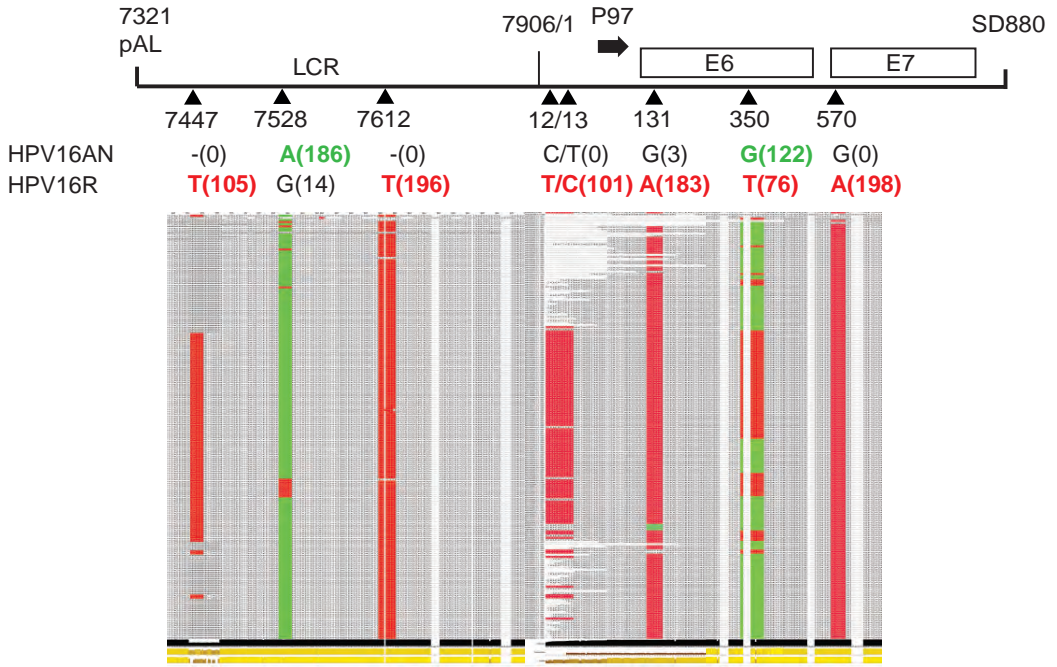 7321 7906/1 P97 SD880
pAL
LCR E6 E7
7447 7528 7612 12/13 131 350 570
HPV16AN -(0) A(186) -(0) C/T(0) G(3) G(122) G(0)
HPV16R T(105) G(14) T(196) T/C(101) A(183) T(76) A(198)